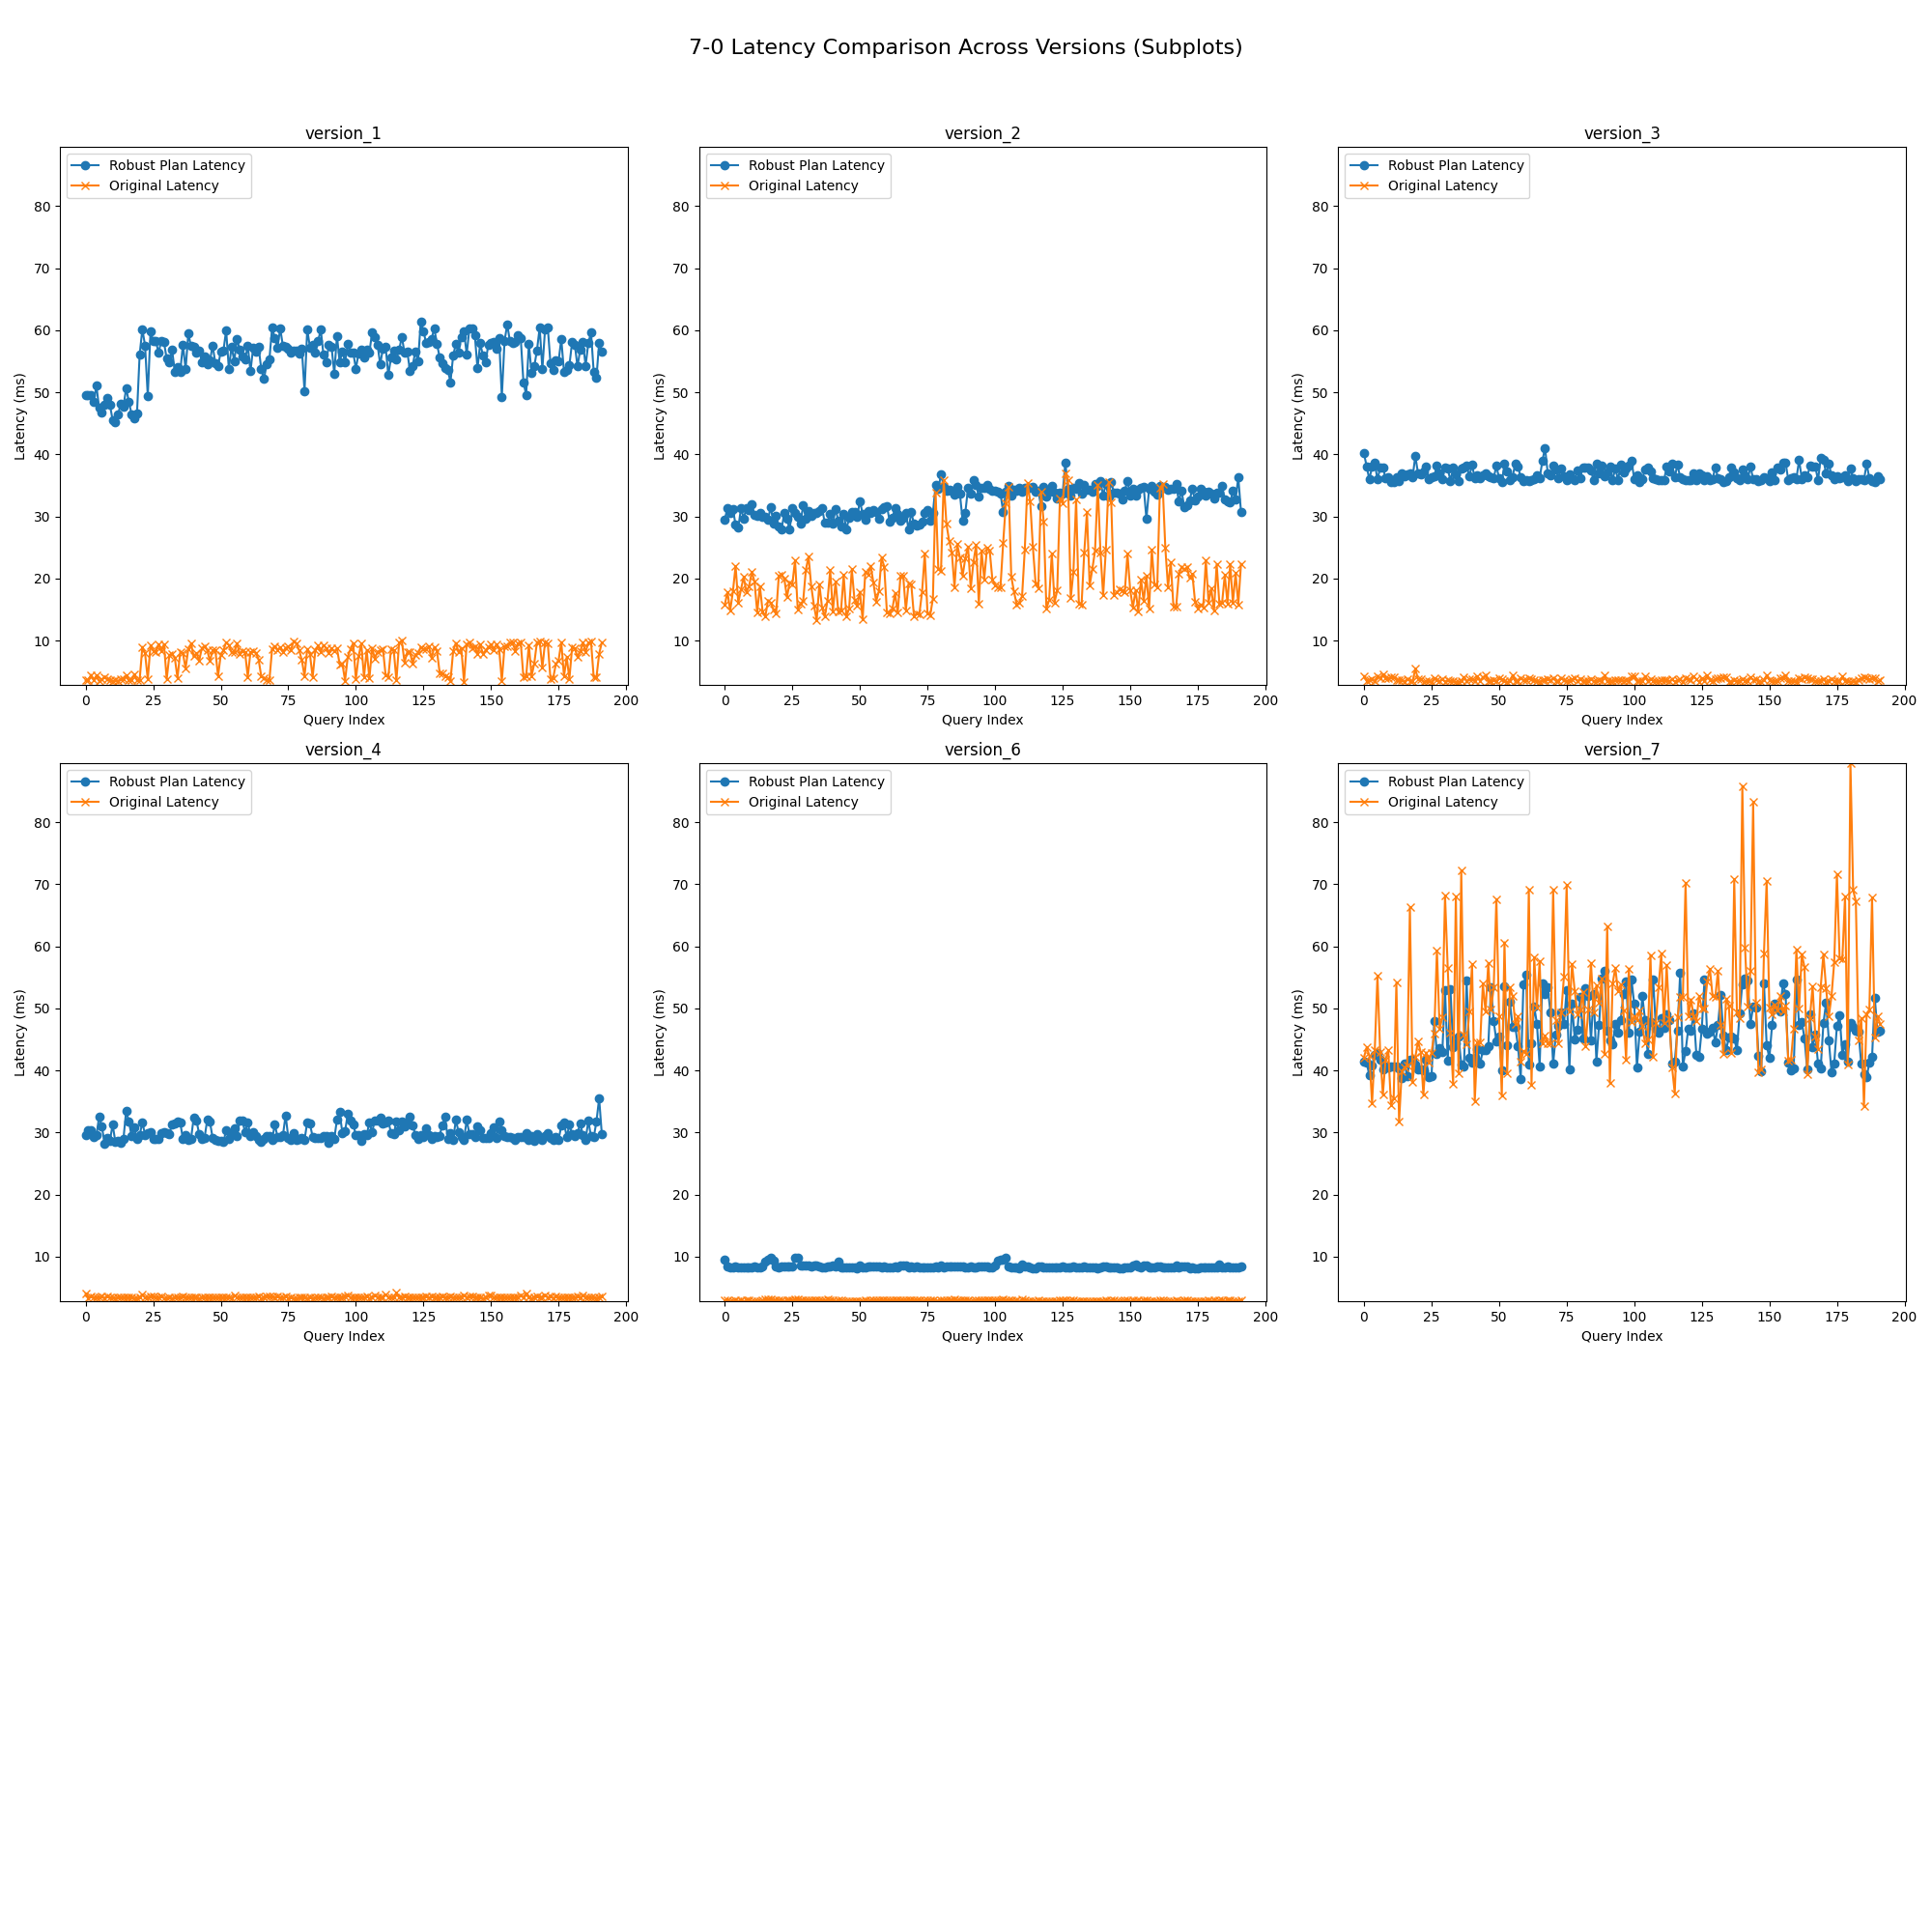 7-0 Latency Comparison Across Versions (Subplots)
version_1
Robust Plan Latency
Original Latency
Latency (ms)
80
70
60
50
40
30
20
10
0 25 50 75 100 125 150 175 200
Query Index
version_2
Robust Plan Latency
Original Latency
Latency (ms)
80
70
60
50
40
30
20
10
0 25 50 75 100 125 150 175 200
Query Index
version_3
Robust Plan Latency
Original Latency
Latency (ms)
80
70
60
50
40
30
20
10
0 25 50 75 100 125 150 175 200
Query Index
version_4
Robust Plan Latency
Original Latency
Latency (ms)
80
70
60
50
40
30
20
10
0 25 50 75 100 125 150 175 200
Query Index
version_6
Robust Plan Latency
Original Latency
Latency (ms)
80
70
60
50
40
30
20
10
0 25 50 75 100 125 150 175 200
Query Index
version_7
Robust Plan Latency
Original Latency
Latency (ms)
80
70
60
50
40
30
20
10
0 25 50 75 100 125 150 175 200
Query Index